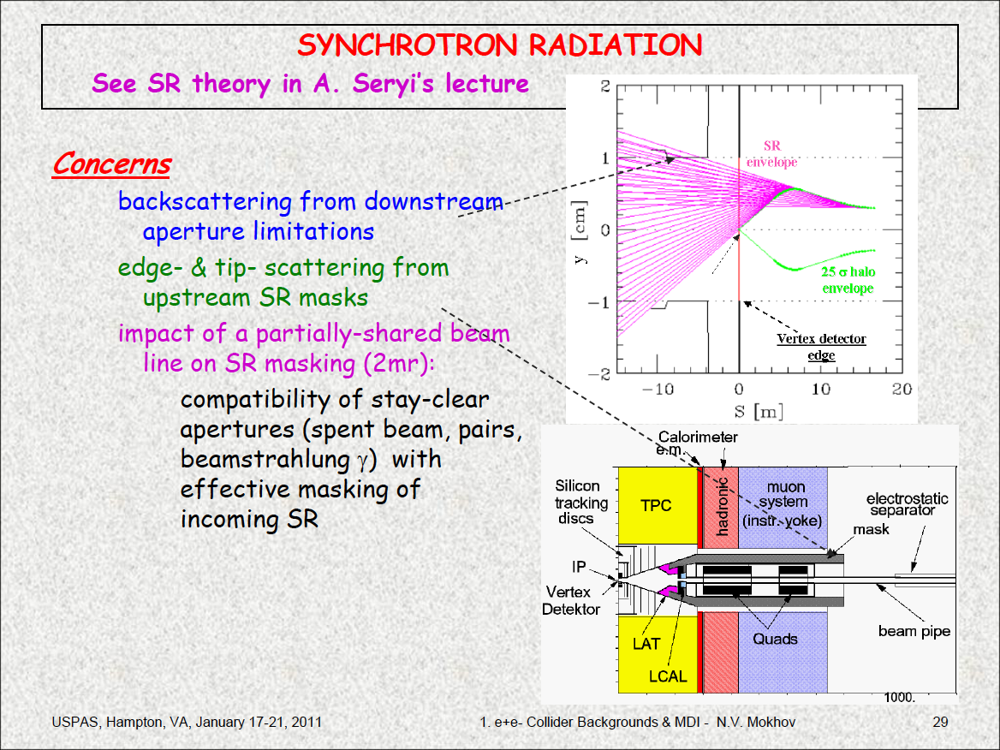 SYNCHROTRON RADIATION
See SR theory in A. Seryi's lecture
Concerns
backscattering from downstream
aperture limitations
edge- & tip- scattering from
upstream SR masks
impact of a partially-shared beam
line on SR masking (2mr):
compatibility of stay-clear
apertures (spent beam, pairs,
beamstrahlung γ) with
effective masking of
incoming SR
2
1
0
−1
−2
y [cm]
SR
envelope
25 σ halo
envelope
Vertex detector
edge
−10 0 10 20
S [m]
Calorimeter
e.m.
hadronic
Silicon
tracking
discs
TPC
muon
system
(instr. yoke)
electrostatic
separator
mask
IP
Vertex
Detektor
LAT
LCAL
Quads
beam pipe
1000.
USPAS, Hampton, VA, January 17-21, 2011
1. e+e- Collider Backgrounds & MDI - N.V. Mokhov
29